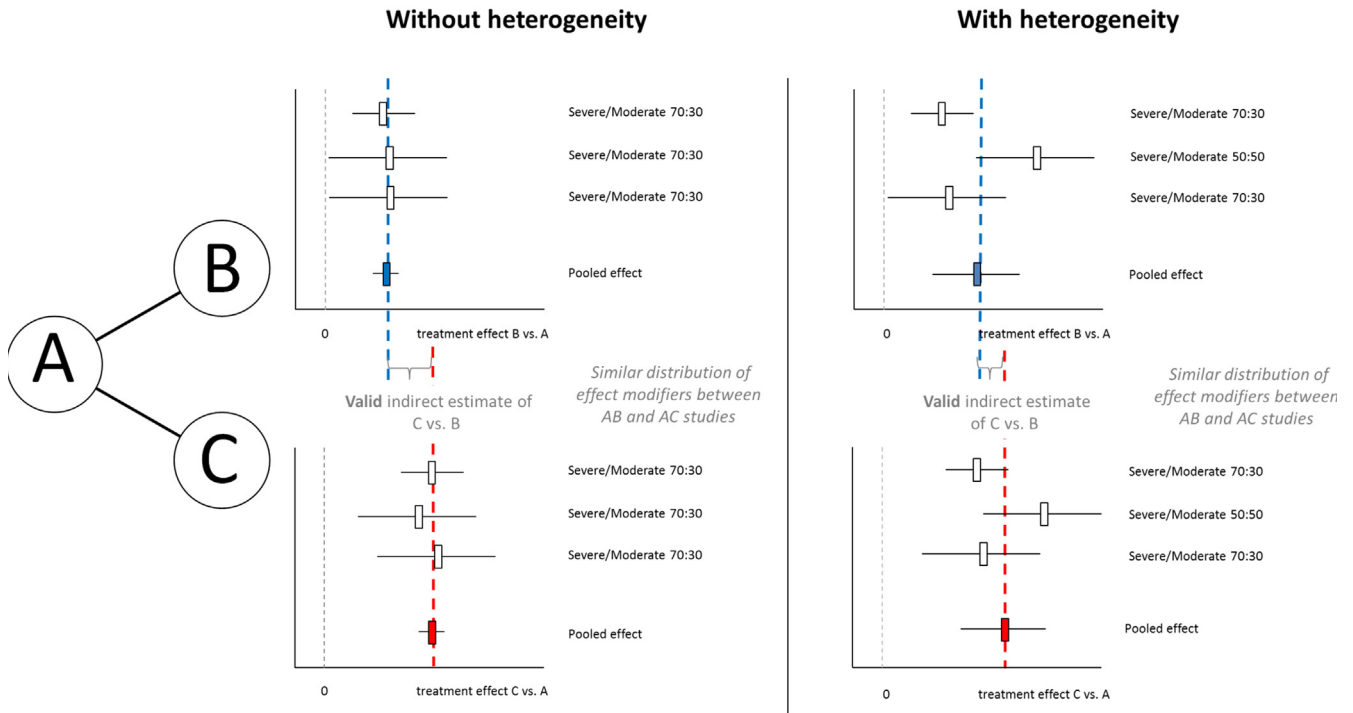 Without heterogeneity
With heterogeneity
A
B
C
Severe/Moderate 70:30
Severe/Moderate 70:30
Severe/Moderate 70:30
Pooled effect
0
treatment effect B vs. A
Valid indirect estimate of
C vs. B
Similar distribution of
effect modifiers between
AB and AC studies
Severe/Moderate 70:30
Severe/Moderate 70:30
Severe/Moderate 70:30
Pooled effect
0
treatment effect C vs. A
Severe/Moderate 70:30
Severe/Moderate 50:50
Severe/Moderate 70:30
Pooled effect
0
treatment effect B vs. A
Valid indirect estimate
of C vs. B
Similar distribution of
effect modifiers between
AB and AC studies
Severe/Moderate 70:30
Severe/Moderate 50:50
Severe/Moderate 70:30
Pooled effect
0
treatment effect C vs. A